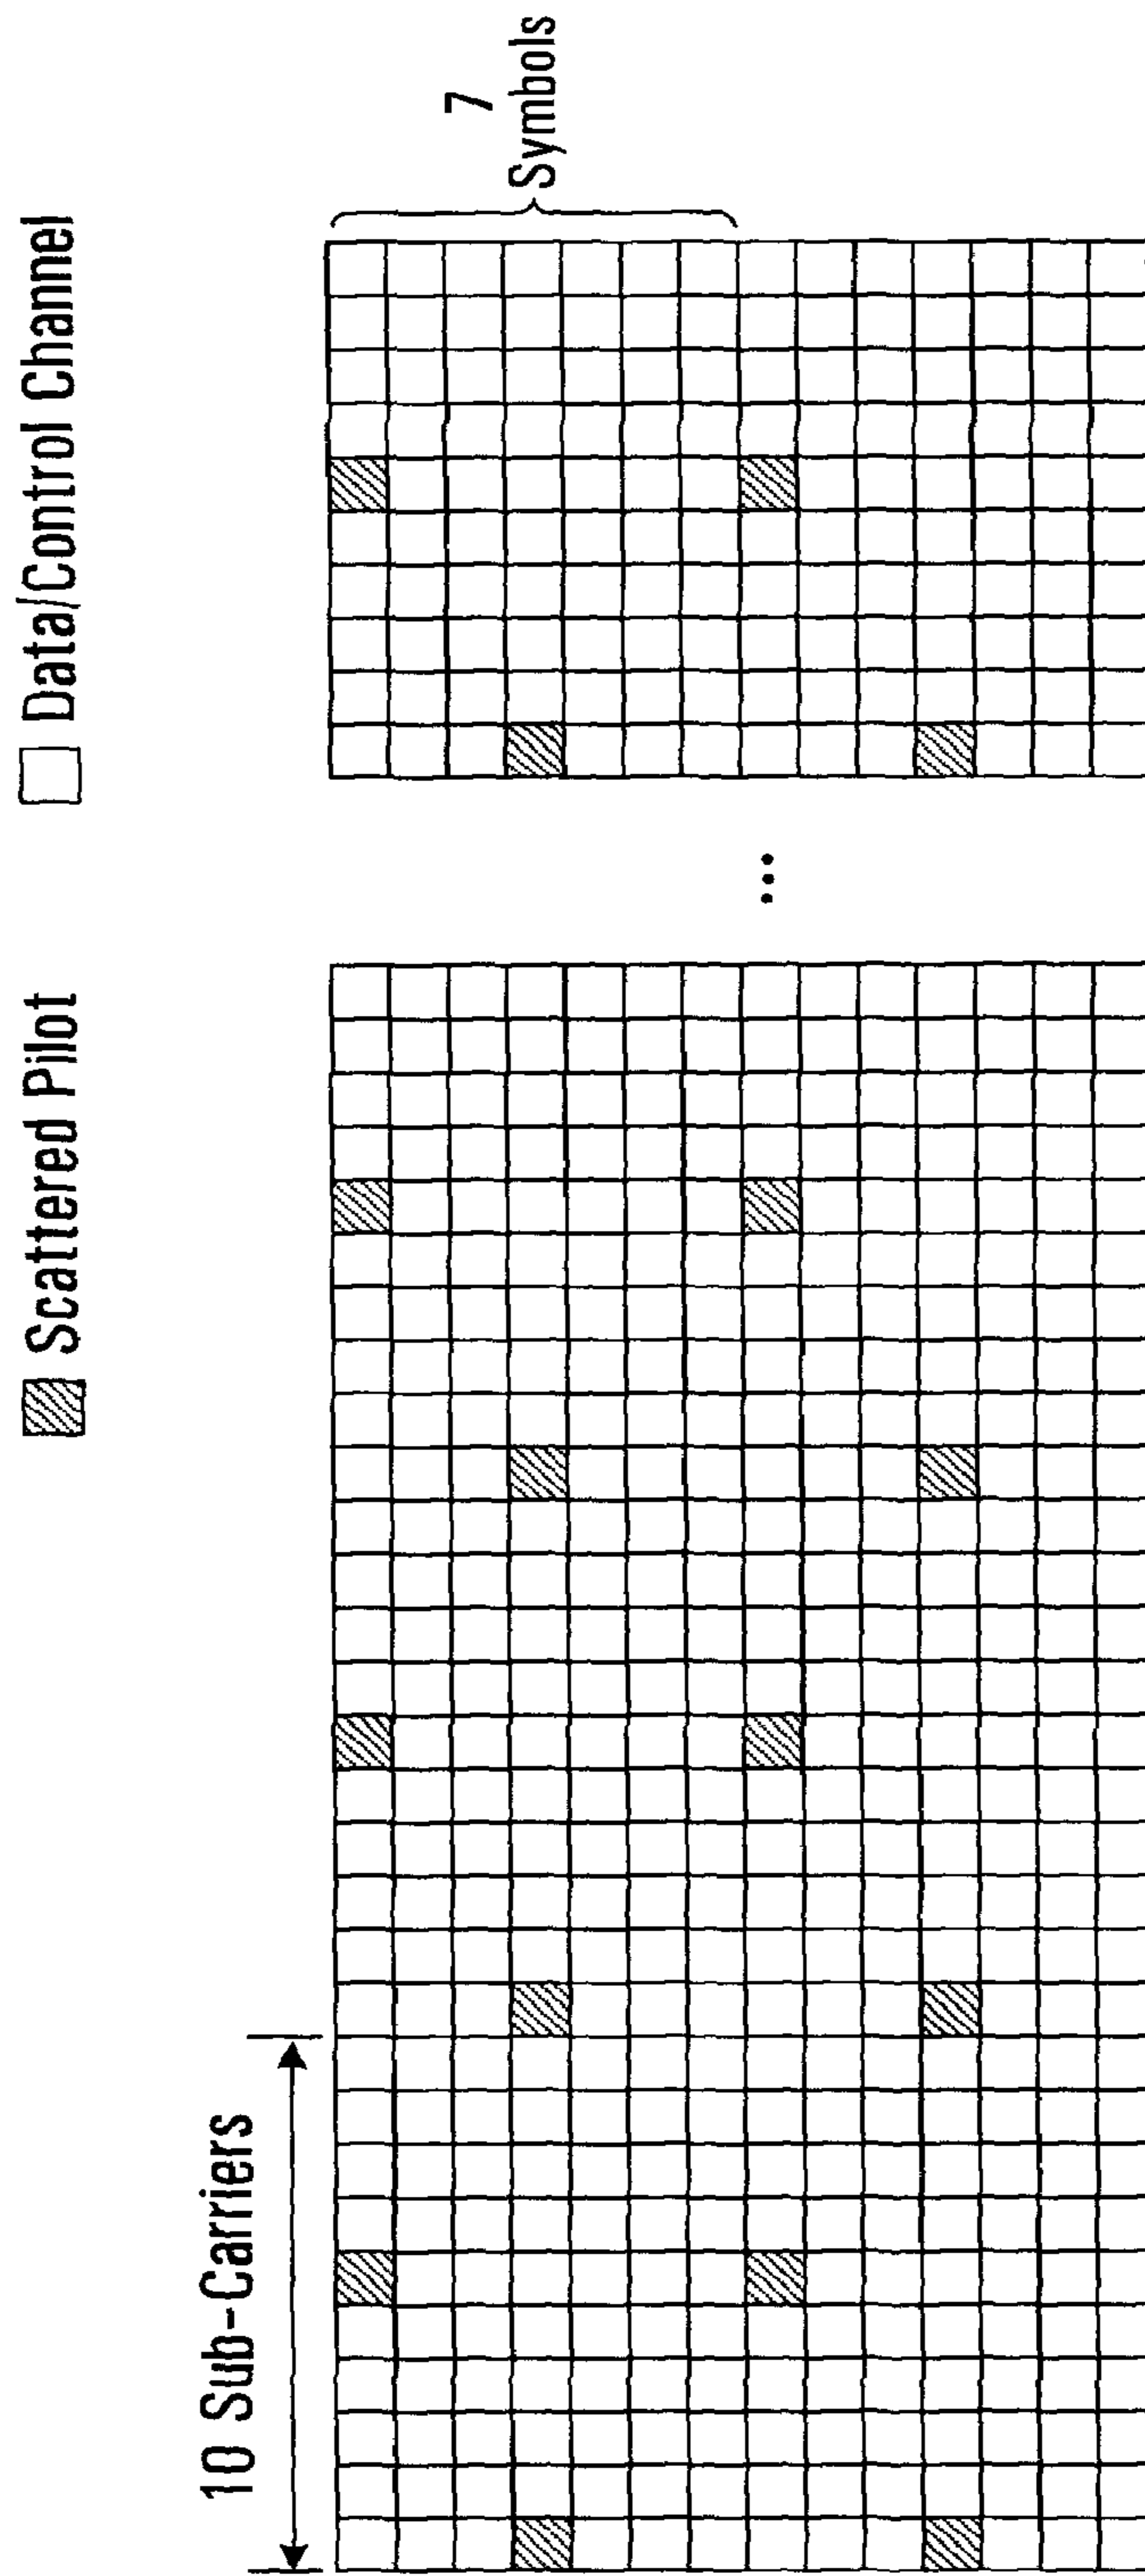 Scattered Pilot
Data/Control Channel
10 Sub-Carriers
7
Symbols
...